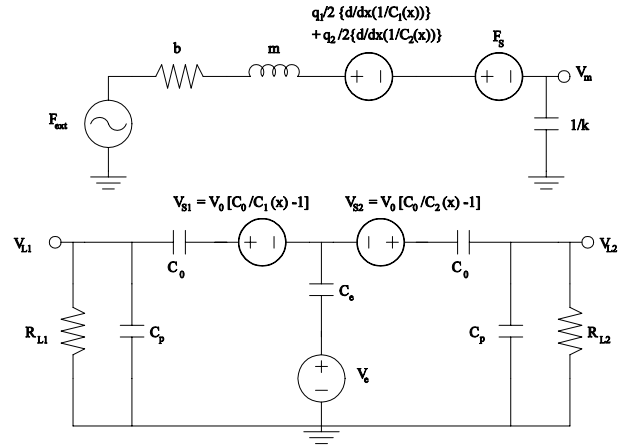 q1/2 {d/dx(1/C1(x))}
+ q2/2{d/dx(1/C2(x))}
b
m
FS
Vm
Fext
1/k
VS1 = V0 [C0/C1(x) -1]
VS2 = V0 [C0/C2(x) -1]
VL1
C0
C0
VL2
Ce
RL1
Cp
Cp
RL2
Ve